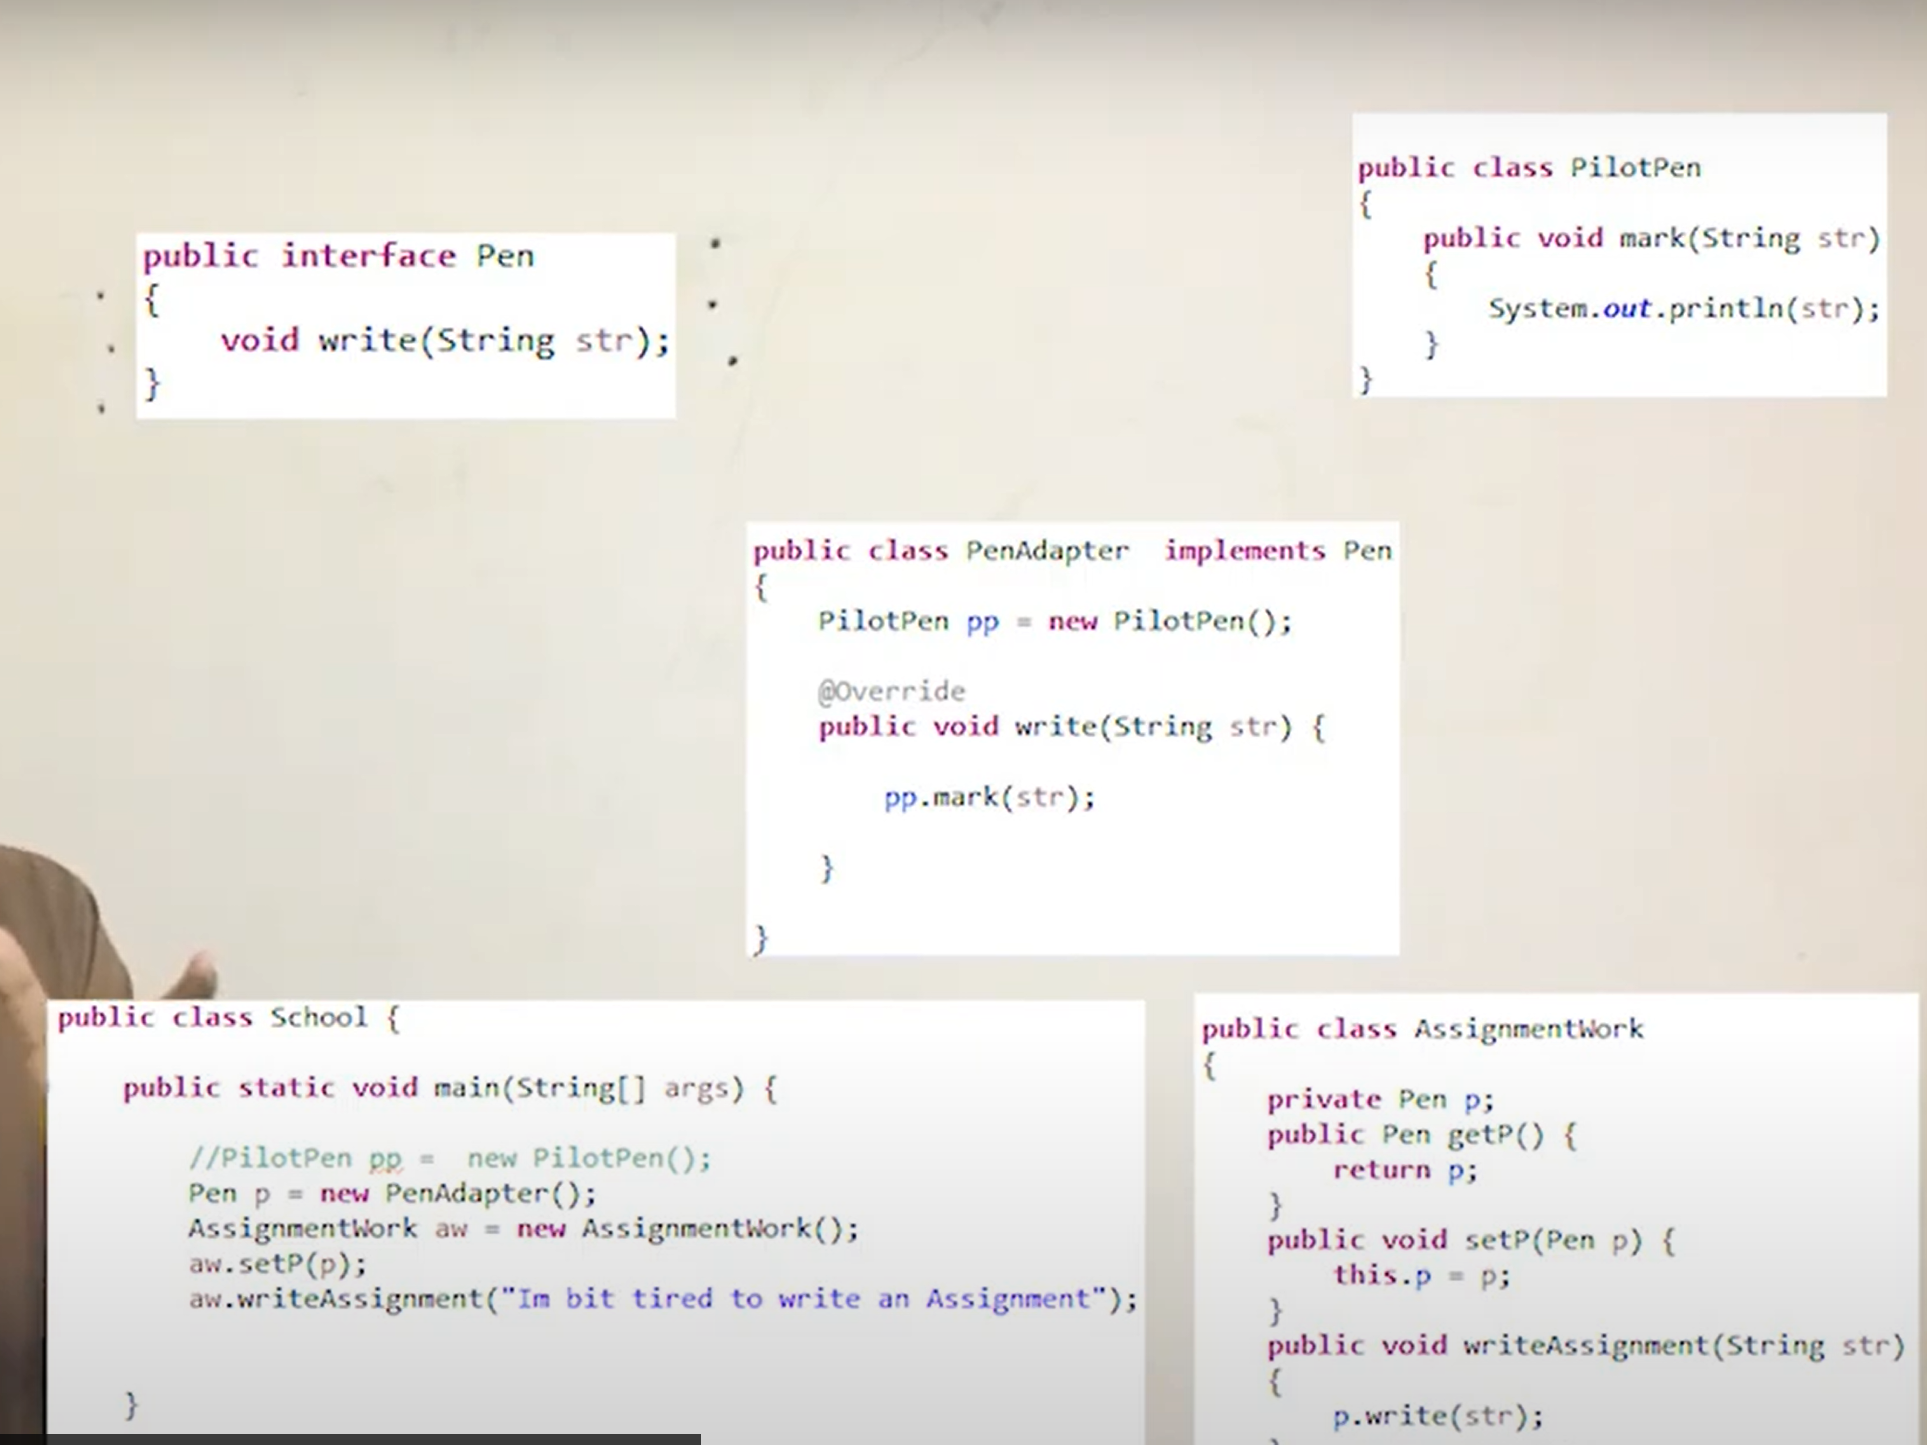 public interface Pen
{
void write(String str);
}
public class PilotPen
{
public void mark(String str)
{
System.out.println(str);
}
}
public class PenAdapter  implements Pen
{
PilotPen pp = new PilotPen();
@Override
public void write(String str) {
pp.mark(str);
}
}
public class School {
public static void main(String[] args) {
//PilotPen pp =  new PilotPen();
Pen p = new PenAdapter();
AssignmentWork aw = new AssignmentWork();
aw.setP(p);
aw.writeAssignment("Im bit tired to write an Assignment");
}
public class AssignmentWork
{
private Pen p;
public Pen getP() {
return p;
}
public void setP(Pen p) {
this.p = p;
}
public void writeAssignment(String str)
{
p.write(str);